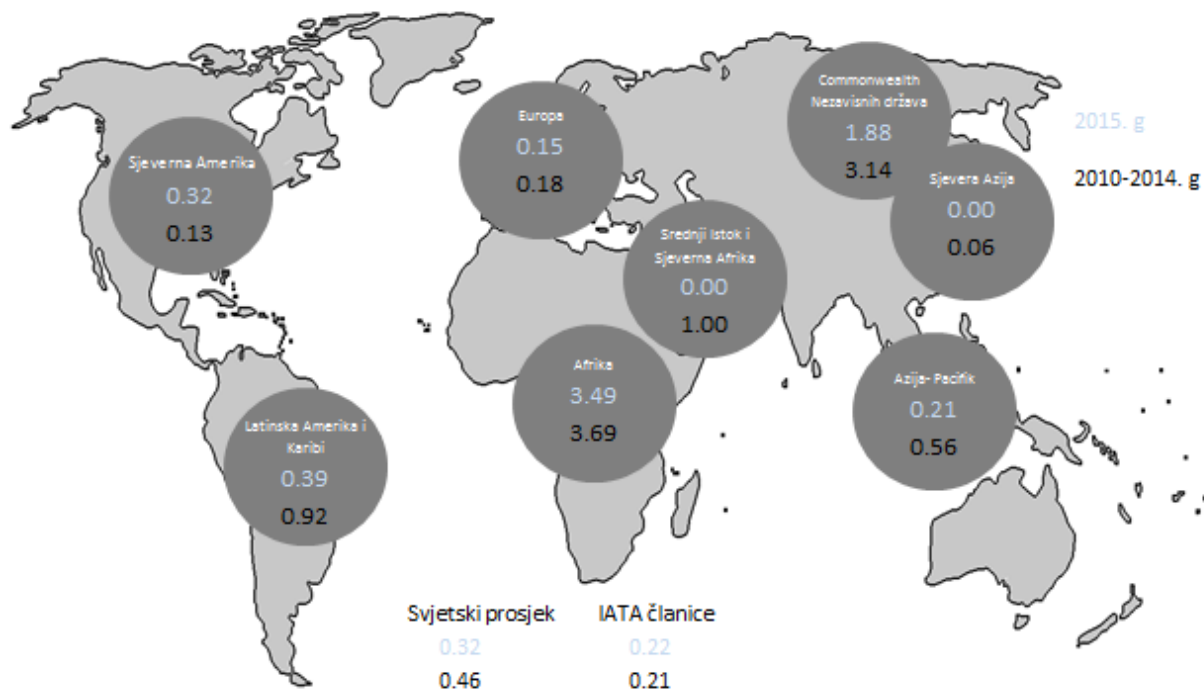 Commonwealth
Nezavisnih država
1.88
3.14
Europa
0.15
0.18
2015. g
2010-2014. g
Sjeverna Amerika
0.32
0.13
Sjevera Azija
0.00
0.06
Srednji Istok i
Sjeverna Afrika
0.00
1.00
Afrika
3.49
3.69
Azija- Pacifik
0.21
0.56
Latinska Amerika i
Karibi
0.39
0.92
Svjetski prosjek
0.32
0.46
IATA članice
0.22
0.21